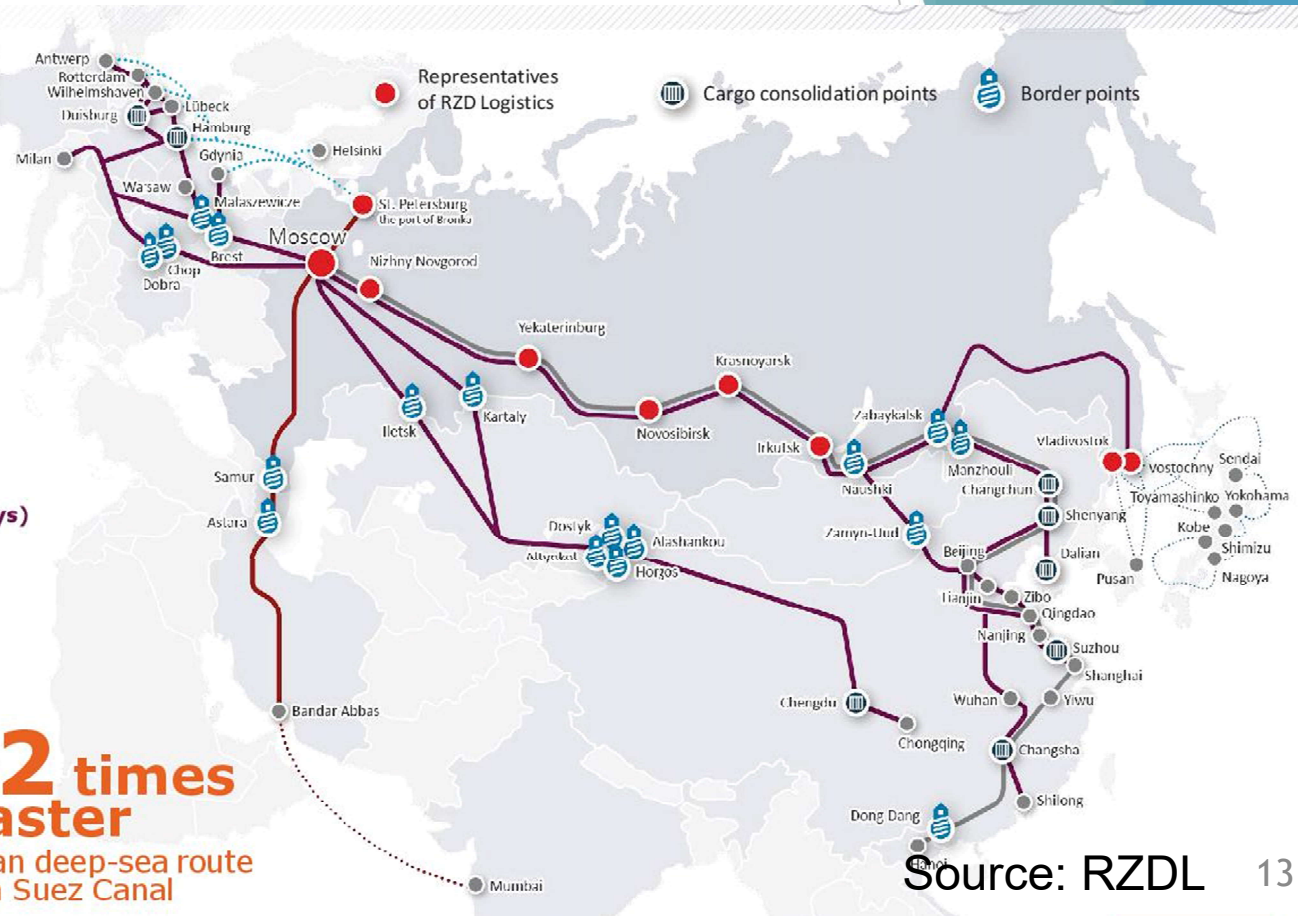 Representatives
of RZD Logistics
Cargo consolidation points
Border points
Antwerp
Rotterdam
Wilhelmshaven
Lübeck
Duisburg
Hamburg
Milan
Gdynia
Helsinki
Warsaw
Małaszewicze
St. Petersburg
the port of Bronka
Moscow
Brest
Chop
Dobra
Nizhny Novgorod
Yekaterinburg
Krasnoyarsk
Kartaly
Iletsk
Novosibirsk
Irkutsk
Zabaykalsk
Naushki
Manzhouli
Vladivostok
Vostochny
Sendai
Changchun
Toyamashinko
Yokohama
Samur
Astara
ys)
Dostyk
Altynkol
Alashankou
Horgos
Zamyn-Uud
Shenyang
Kobe
Shimizu
Beijing
Dalian
Pusan
Nagoya
Tianjin
Zibo
Qingdao
Nanjing
Suzhou
Shanghai
Bandar Abbas
Chengdu
Wuhan
Yiwu
Chongqing
Changsha
2 times
aster
an deep-sea route
Suez Canal
Shilong
Dong Dang
Hanoi
Mumbai
Source: RZDL
13